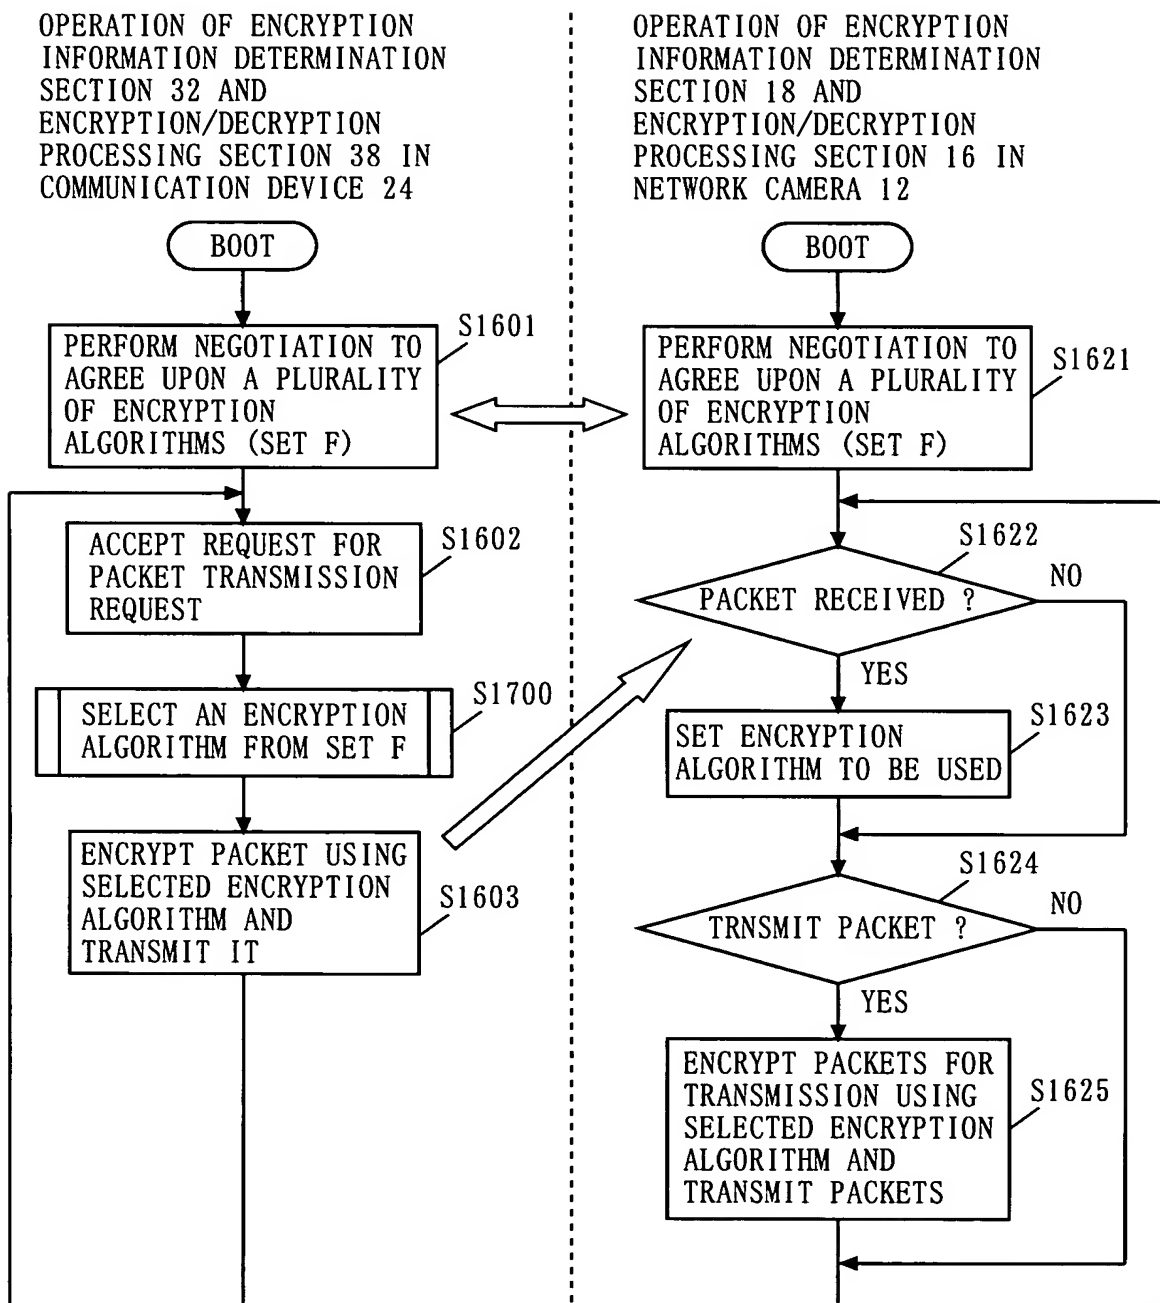 OPERATION OF ENCRYPTION
INFORMATION DETERMINATION
SECTION 32 AND
ENCRYPTION/DECRYPTION
PROCESSING SECTION 38 IN
COMMUNICATION DEVICE 24
BOOT
S1601
PERFORM NEGOTIATION TO
AGREE UPON A PLURALITY
OF ENCRYPTION
ALGORITHMS (SET F)
S1602
ACCEPT REQUEST FOR
PACKET TRANSMISSION
REQUEST
S1700
SELECT AN ENCRYPTION
ALGORITHM FROM SET F
ENCRYPT PACKET USING
SELECTED ENCRYPTION
ALGORITHM AND
TRANSMIT IT
S1603
OPERATION OF ENCRYPTION
INFORMATION DETERMINATION
SECTION 18 AND
ENCRYPTION/DECRYPTION
PROCESSING SECTION 16 IN
NETWORK CAMERA 12
BOOT
PERFORM NEGOTIATION TO
AGREE UPON A PLURALITY
OF ENCRYPTION
ALGORITHMS (SET F)
S1621
S1622
NO
PACKET RECEIVED ?
YES
S1623
SET ENCRYPTION
ALGORITHM TO BE USED
S1624
NO
TRNSMIT PACKET ?
YES
ENCRYPT PACKETS FOR
TRANSMISSION USING
SELECTED ENCRYPTION
ALGORITHM AND
TRANSMIT PACKETS
S1625